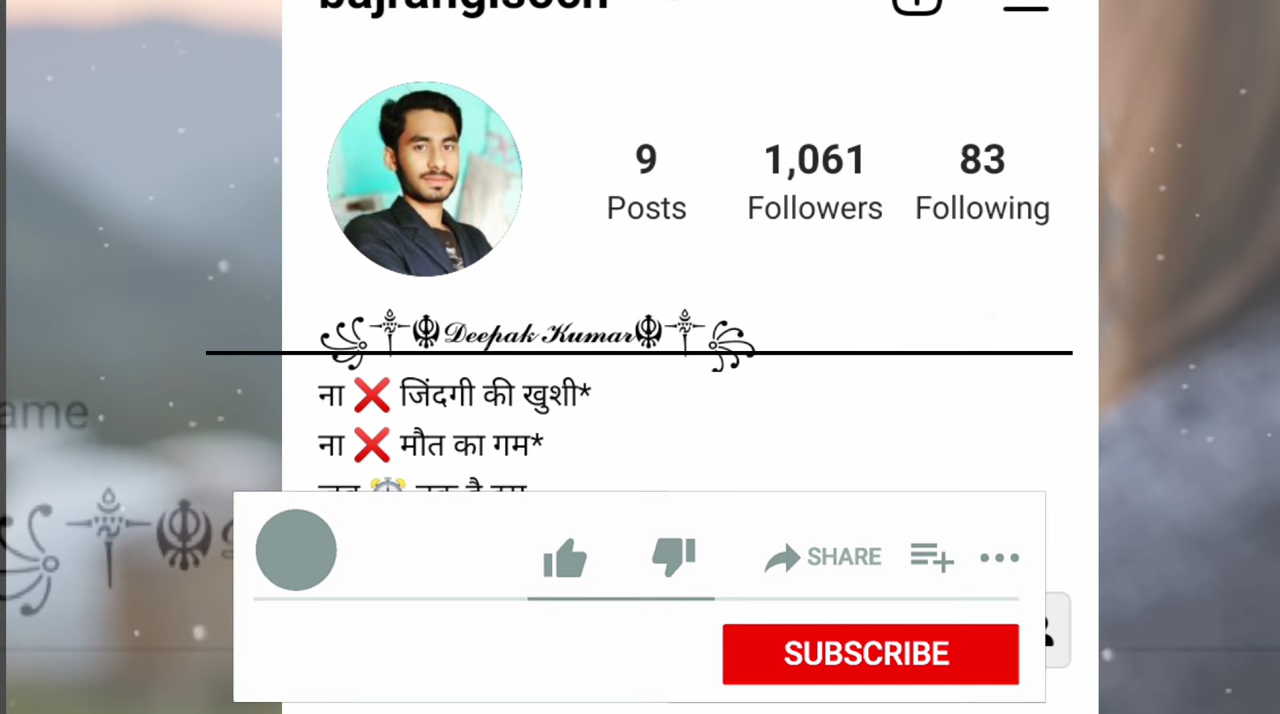 9 1,061 83
Posts Followers Following
Deepak Kumar
ना ❌ जिंदगी की खुशी*
ना ❌ मौत का गम*
SHARE
SUBSCRIBE